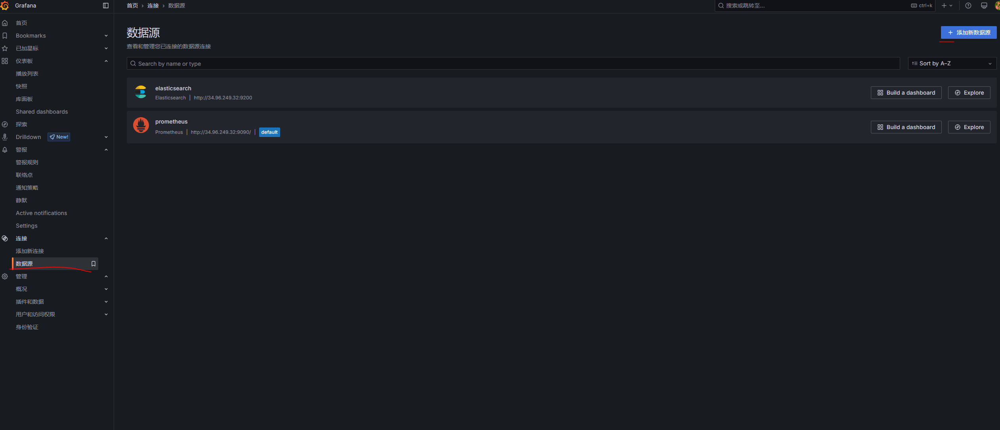 Grafana
首页 › 连接 › 数据源
搜索或跳转至...
ctrl+k
首页
Bookmarks
已加星标
仪表板
播放列表
快照
库面板
Shared dashboards
探索
Drilldown New!
警报
警报规则
联络点
通知策略
静默
Active notifications
Settings
连接
添加新连接
数据源
管理
概况
插件和数据
用户和访问权限
身份验证
数据源
添加新数据源
查看和管理您已连接的数据源连接
Search by name or type
Sort by A–Z
elasticsearch
Elasticsearch | http://34.96.249.32:9200
Build a dashboard
Explore
prometheus
Prometheus | http://34.96.249.32:9090/ | default
Build a dashboard
Explore